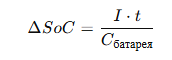 ΔSoC = I · t / C_батарея